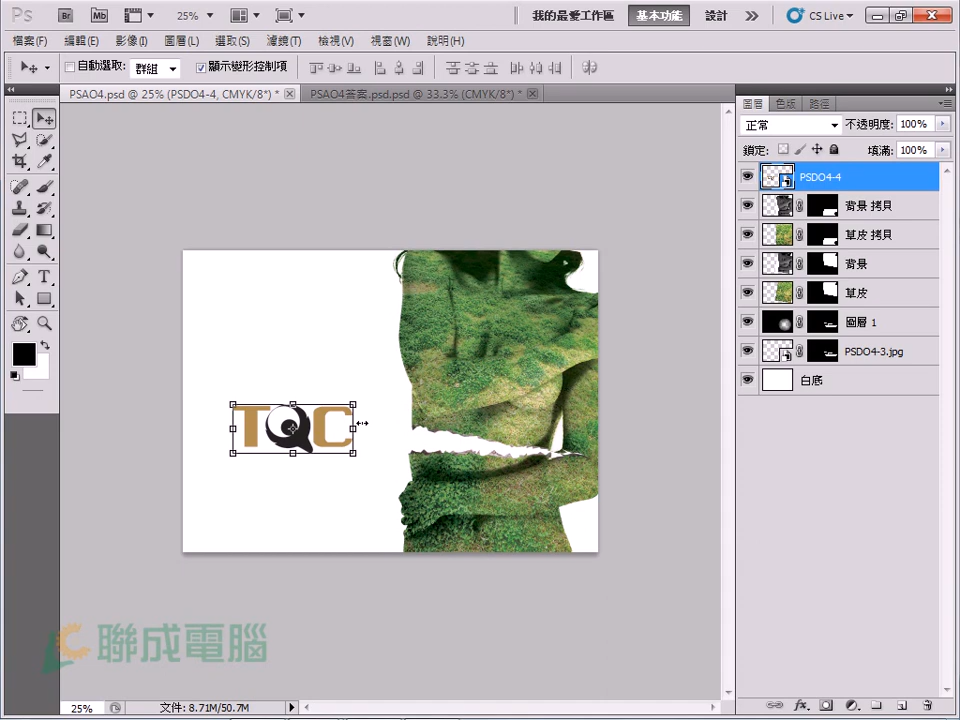 Ps Br Mb 25% 我的最愛工作區 基本功能 設計 CS Live
檔案(F) 編輯(E) 影像(I) 圖層(L) 選取(S) 濾鏡(T) 檢視(V) 視窗(W) 說明(H)
自動選取: 群組 顯示變形控制項
PSAO4.psd @ 25% (PSDO4-4, CMYK/8*) * PSAO4答案.psd.psd @ 33.3% (CMYK/8*) *
圖層 色版 路徑
正常 不透明度: 100%
鎖定: 填滿: 100%
PSDO4-4
背景 拷貝
草皮 拷貝
背景
草皮
圖層 1
PSDO4-3.jpg
白底
TQC
聯成電腦
25% 文件: 8.71M/50.7M
fx